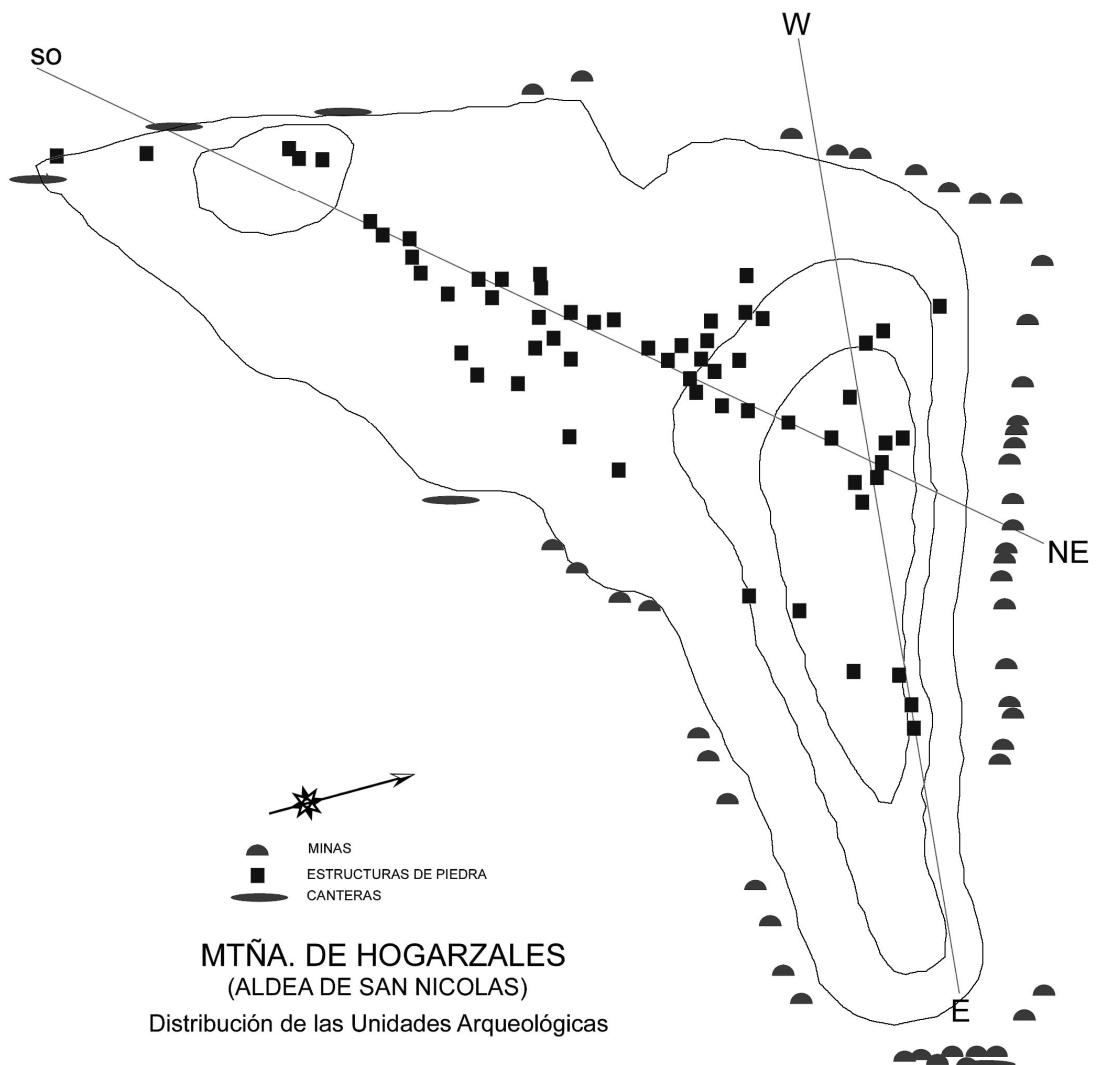 W
SO
NE
MINAS
ESTRUCTURAS DE PIEDRA
CANTERAS
MTÑA. DE HOGARZALES
(ALDEA DE SAN NICOLAS)
Distribución de las Unidades Arqueológicas
E